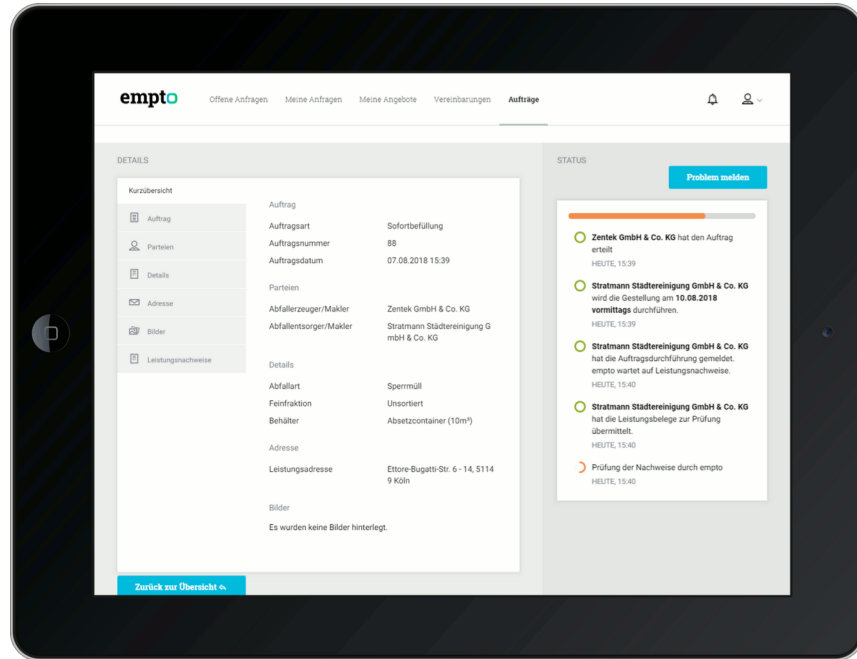 empto
Offene Anfragen Meine Anfragen Meine Angebote Vereinbarungen Aufträge
DETAILS
Kurzübersicht
Auftrag
Parteien
Details
Adresse
Bilder
Leistungsnachweise
Auftrag
Auftragsart Sofortbefüllung
Auftragsnummer 88
Auftragsdatum 07.08.2018 15:39
Parteien
Abfallerzeuger/Makler Zentek GmbH & Co. KG
Abfallentsorger/Makler Stratmann Städtereinigung G
mbH & Co. KG
Details
Abfallart Sperrmüll
Feinfraktion Unsortiert
Behälter Absetzcontainer (10m³)
Adresse
Leistungsadresse Ettore-Bugatti-Str. 6 - 14, 5114
9 Köln
Bilder
Es wurden keine Bilder hinterlegt.
Zurück zur Übersicht
STATUS
Problem melden
Zentek GmbH & Co. KG hat den Auftrag
erteilt
HEUTE, 15:39
Stratmann Städtereinigung GmbH & Co. KG
wird die Gestellung am 10.08.2018
vormittags durchführen.
HEUTE, 15:39
Stratmann Städtereinigung GmbH & Co. KG
hat die Auftragsdurchführung gemeldet.
empto wartet auf Leistungsnachweise.
HEUTE, 15:40
Stratmann Städtereinigung GmbH & Co. KG
hat die Leistungsbelege zur Prüfung
übermittelt.
HEUTE, 15:40
Prüfung der Nachweise durch empto
HEUTE, 15:40